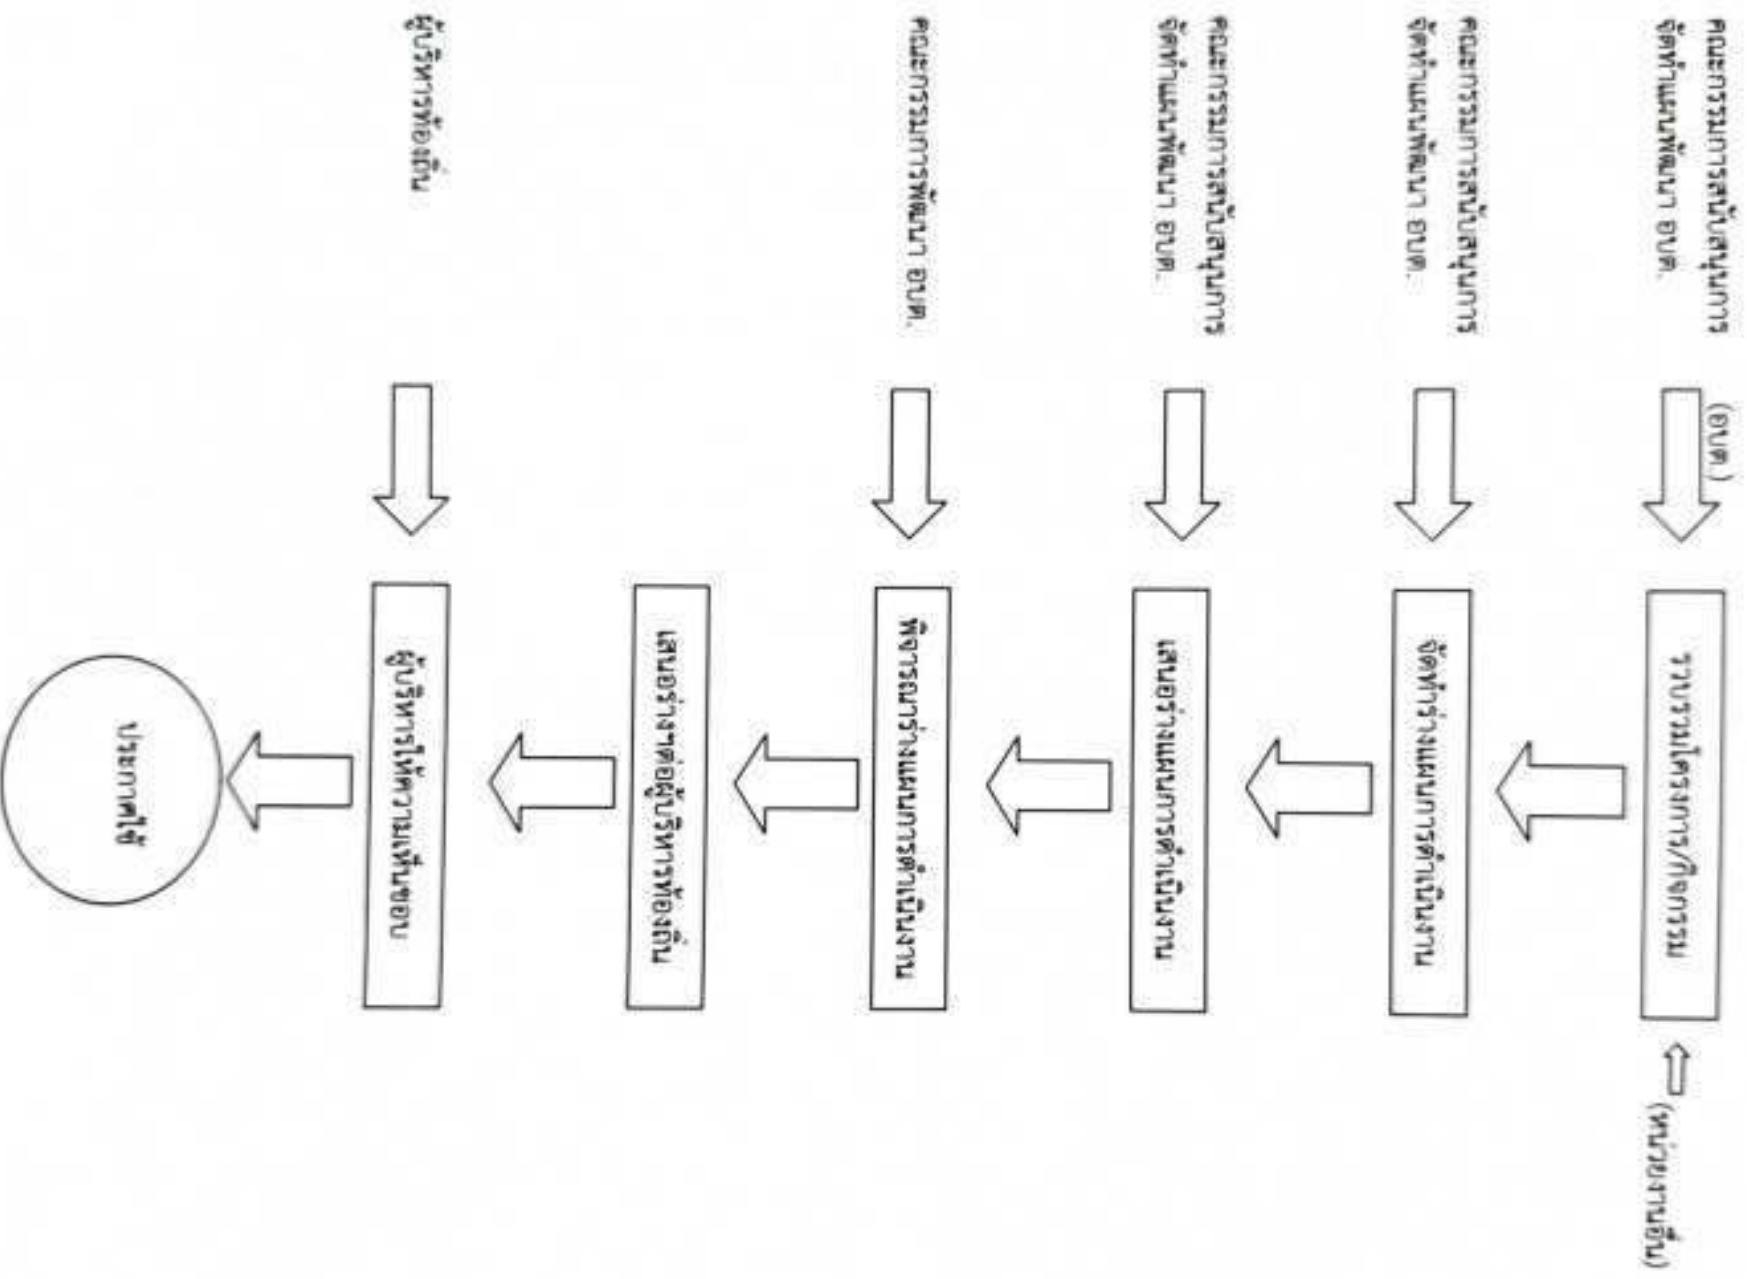 คณะกรรมการสนับสนุนการ
จัดทำแผนพัฒนา อบต.
(อบต.)
รวบรวมโครงการ/กิจกรรม
(หน่วยงานอื่น)
คณะกรรมการสนับสนุนการ
จัดทำแผนพัฒนา อบต.
จัดทำร่างแผนการดำเนินงาน
คณะกรรมการสนับสนุนการ
จัดทำแผนพัฒนา อบต.
เสนอร่างแผนการดำเนินงาน
คณะกรรมการพัฒนา อบต.
พิจารณาร่างแผนการดำเนินงาน
เสนอร่างฯต่อผู้บริหารท้องถิ่น
ผู้บริหารท้องถิ่น
ผู้บริหารให้ความเห็นชอบ
ประกาศใช้